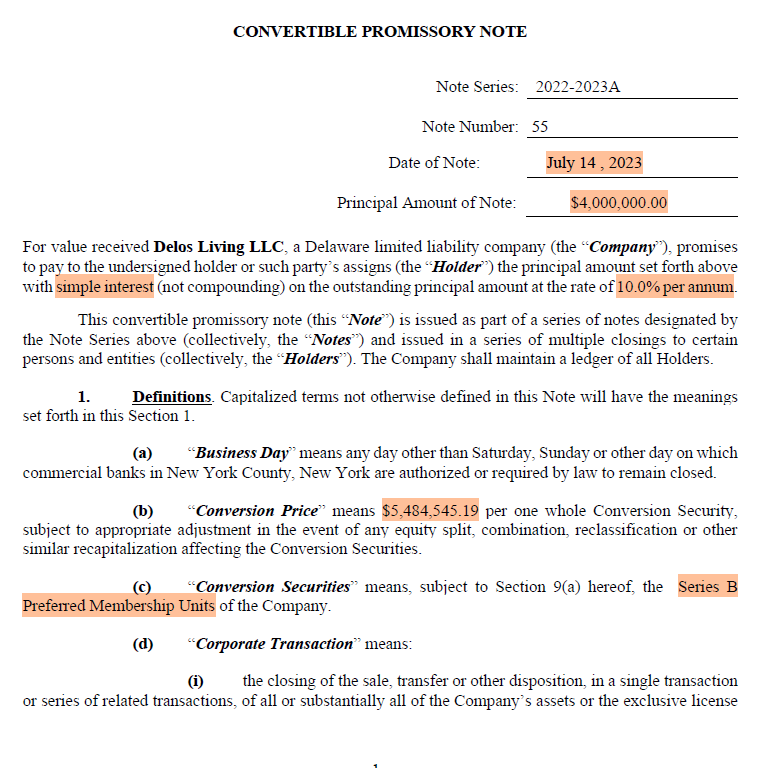 CONVERTIBLE PROMISSORY NOTE
Note Series: 2022-2023A
Note Number: 55
Date of Note: July 14 , 2023
Principal Amount of Note: $4,000,000.00
For value received Delos Living LLC, a Delaware limited liability company (the “Company”), promises
to pay to the undersigned holder or such party’s assigns (the “Holder”) the principal amount set forth above
with simple interest (not compounding) on the outstanding principal amount at the rate of 10.0% per annum.
This convertible promissory note (this “Note”) is issued as part of a series of notes designated by
the Note Series above (collectively, the “Notes”) and issued in a series of multiple closings to certain
persons and entities (collectively, the “Holders”). The Company shall maintain a ledger of all Holders.
1. Definitions. Capitalized terms not otherwise defined in this Note will have the meanings
set forth in this Section 1.
(a) “Business Day” means any day other than Saturday, Sunday or other day on which
commercial banks in New York County, New York are authorized or required by law to remain closed.
(b) “Conversion Price” means $5,484,545.19 per one whole Conversion Security,
subject to appropriate adjustment in the event of any equity split, combination, reclassification or other
similar recapitalization affecting the Conversion Securities.
(c) “Conversion Securities” means, subject to Section 9(a) hereof, the Series B
Preferred Membership Units of the Company.
(d) “Corporate Transaction” means:
(i) the closing of the sale, transfer or other disposition, in a single transaction
or series of related transactions, of all or substantially all of the Company’s assets or the exclusive license
1